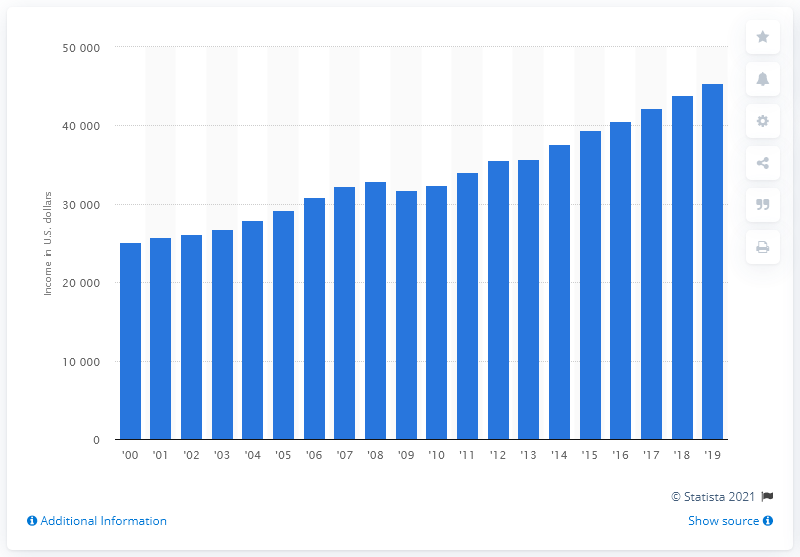 50 000
40 000
30 000
20 000
10 000
0
Income in U.S. dollars
'00 '01 '02 '03 '04 '05 '06 '07 '08 '09 '10 '11 '12 '13 '14 '15 '16 '17 '18 '19
© Statista 2021
Additional Information
Show source